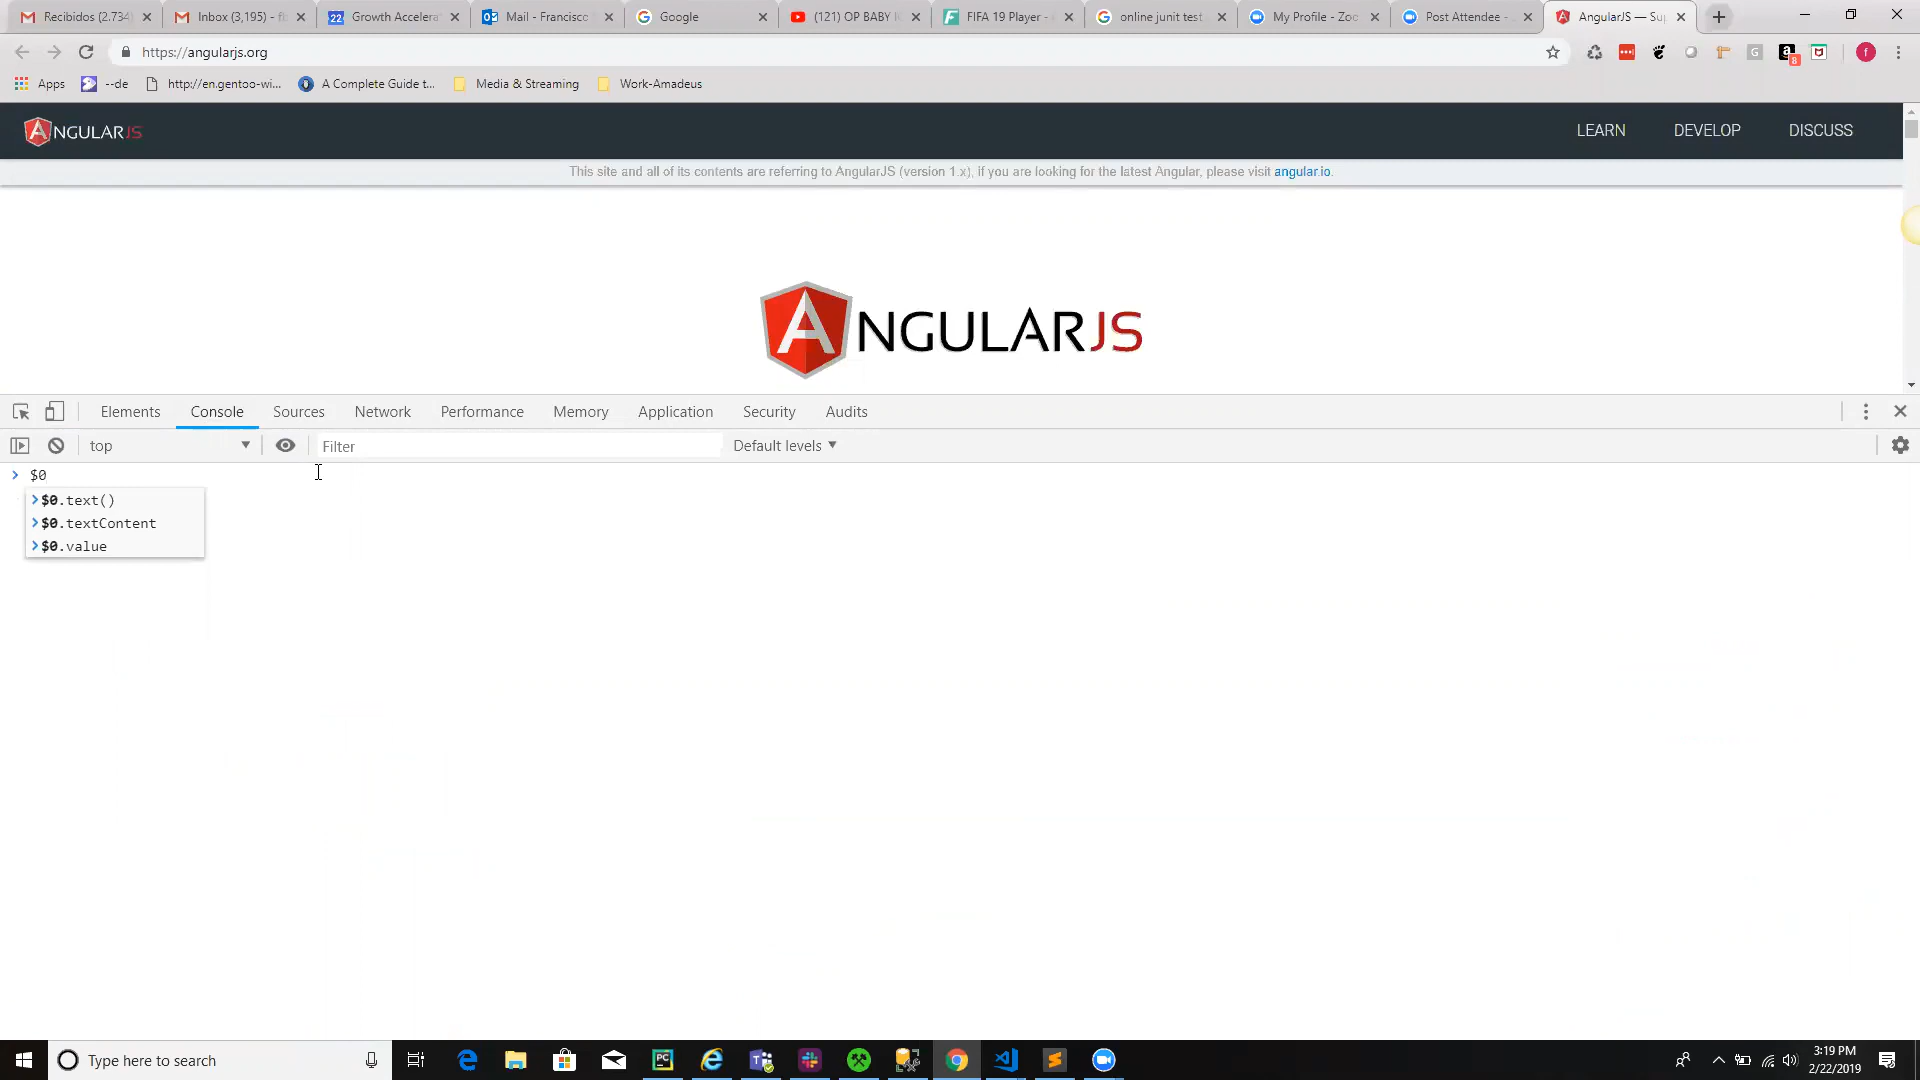 Recibidos (2.734)
Inbox (3,195) - fl
Growth Accelera
Mail - Francisco
Google
(121) OP BABY
FIFA 19 Player -
online junit test
My Profile - Zoo
Post Attendee -
AngularJS — Su
https://angularjs.org
Apps
--de
http://en.gentoo-wi...
A Complete Guide t...
Media & Streaming
Work-Amadeus
8
f
ANGULARJS
LEARN
DEVELOP
DISCUSS
This site and all of its contents are referring to AngularJS (version 1.x), if you are looking for the latest Angular, please visit angular.io.
ANGULARJS
Elements
Console
Sources
Network
Performance
Memory
Application
Security
Audits
top
Filter
Default levels
> $0
> $0.text()
> $0.textContent
> $0.value
Type here to search
3:19 PM
2/22/2019